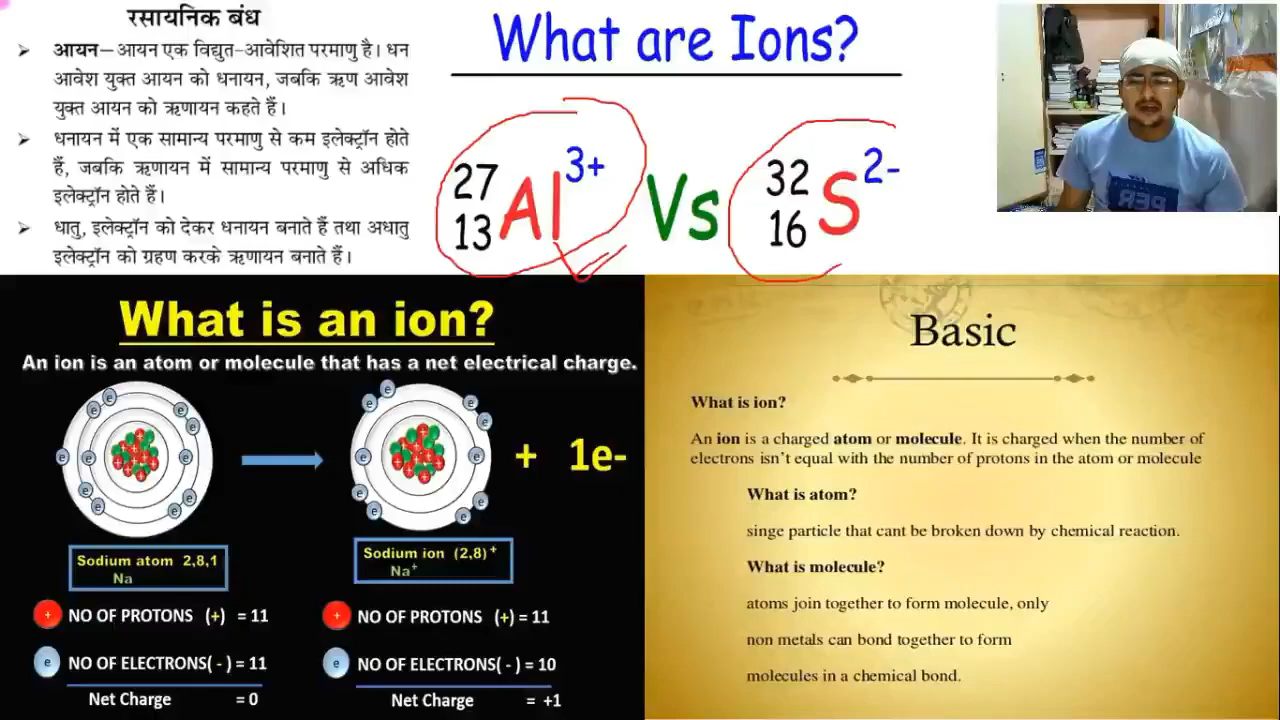 रसायनिक बंध
➤ आयन—आयन एक विद्युत-आवेशित परमाणु है। धन
आवेश युक्त आयन को धनायन, जबकि ऋण आवेश
युक्त आयन को ऋणायन कहते हैं।
➤ धनायन में एक सामान्य परमाणु से कम इलेक्ट्रॉन होते
हैं, जबकि ऋणायन में सामान्य परमाणु से अधिक
इलेक्ट्रॉन होते हैं।
➤ धातु, इलेक्ट्रॉन को देकर धनायन बनाते हैं तथा अधातु
इलेक्ट्रॉन को ग्रहण करके ऋणायन बनाते हैं।
What are Ions?
27 13 Al 3+ Vs 32 16 S 2-
PER
What is an ion?
An ion is an atom or molecule that has a net electrical charge.
+ 1e-
Sodium atom 2,8,1
Na
NO OF PROTONS (+) = 11
NO OF ELECTRONS( - ) = 11
Net Charge = 0
Sodium ion (2,8)⁺
Na⁺
NO OF PROTONS (+) = 11
NO OF ELECTRONS( - ) = 10
Net Charge = +1
Basic
What is ion?
An ion is a charged atom or molecule. It is charged when the number of
electrons isn't equal with the number of protons in the atom or molecule
What is atom?
singe particle that cant be broken down by chemical reaction.
What is molecule?
atoms join together to form molecule, only
non metals can bond together to form
molecules in a chemical bond.